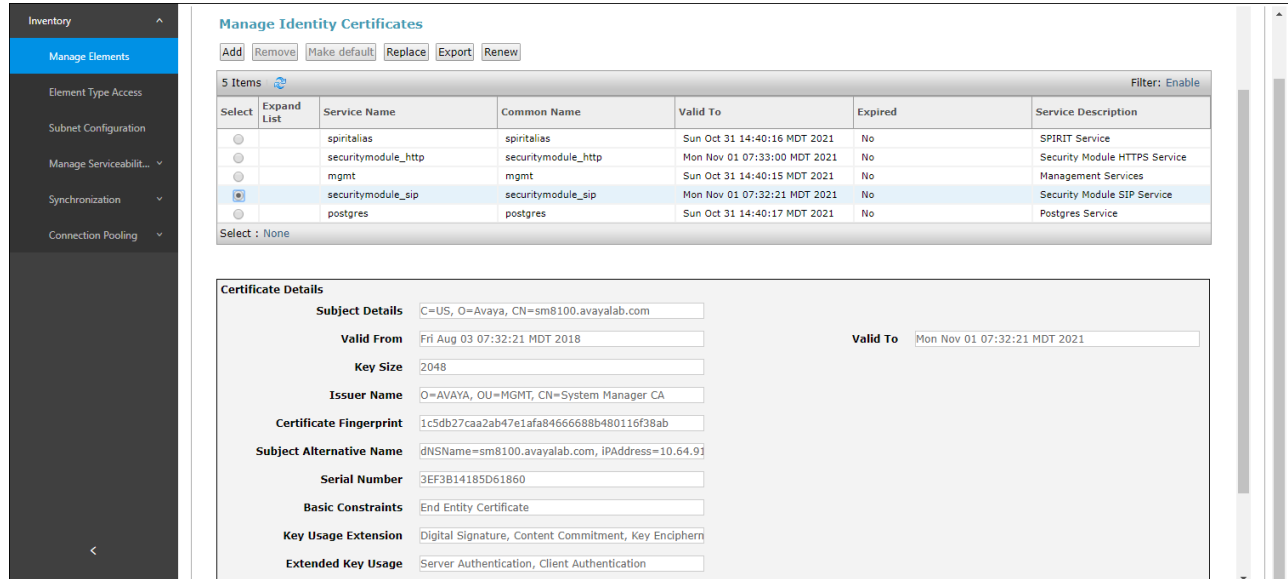 Inventory
Manage Elements
Element Type Access
Subnet Configuration
Manage Serviceabilit...
Synchronization
Connection Pooling
Manage Identity Certificates
Add Remove Make default Replace Export Renew
5 Items Filter: Enable
Select Expand List Service Name Common Name Valid To Expired Service Description
spiritalias spiritalias Sun Oct 31 14:40:16 MDT 2021 No SPIRIT Service
securitymodule_http securitymodule_http Mon Nov 01 07:33:00 MDT 2021 No Security Module HTTPS Service
mgmt mgmt Sun Oct 31 14:40:15 MDT 2021 No Management Services
securitymodule_sip securitymodule_sip Mon Nov 01 07:32:21 MDT 2021 No Security Module SIP Service
postgres postgres Sun Oct 31 14:40:17 MDT 2021 No Postgres Service
Select : None
Certificate Details
Subject Details C=US, O=Avaya, CN=sm8100.avayalab.com
Valid From Fri Aug 03 07:32:21 MDT 2018 Valid To Mon Nov 01 07:32:21 MDT 2021
Key Size 2048
Issuer Name O=AVAYA, OU=MGMT, CN=System Manager CA
Certificate Fingerprint 1c5db27caa2ab47e1afa84666688b480116f38ab
Subject Alternative Name dNSName=sm8100.avayalab.com, iPAddress=10.64.91
Serial Number 3EF3B14185D61860
Basic Constraints End Entity Certificate
Key Usage Extension Digital Signature, Content Commitment, Key Encipherm
Extended Key Usage Server Authentication, Client Authentication